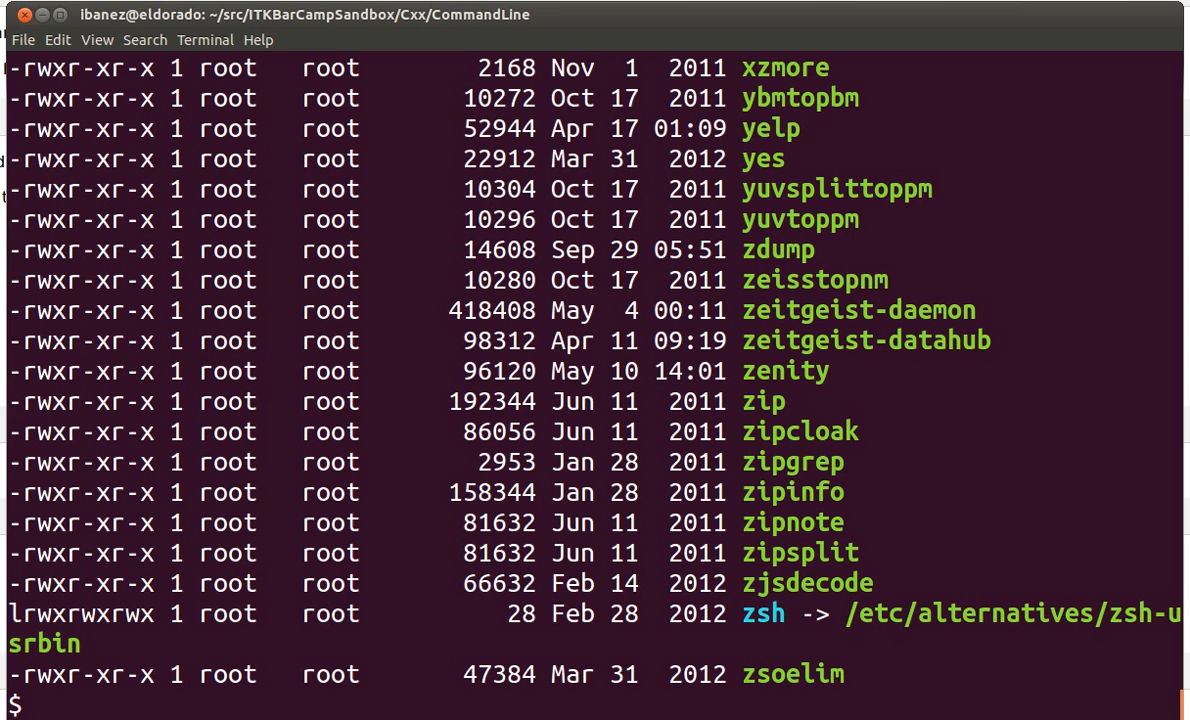 ibanez@eldorado: ~/src/ITKBarCampSandbox/Cxx/CommandLine
File Edit View Search Terminal Help
-rwxr-xr-x 1 root   root        2168 Nov  1  2011 xzmore
-rwxr-xr-x 1 root   root       10272 Oct 17  2011 ybmtopbm
-rwxr-xr-x 1 root   root       52944 Apr 17 01:09 yelp
-rwxr-xr-x 1 root   root       22912 Mar 31  2012 yes
-rwxr-xr-x 1 root   root       10304 Oct 17  2011 yuvsplittoppm
-rwxr-xr-x 1 root   root       10296 Oct 17  2011 yuvtoppm
-rwxr-xr-x 1 root   root       14608 Sep 29 05:51 zdump
-rwxr-xr-x 1 root   root       10280 Oct 17  2011 zeisstopnm
-rwxr-xr-x 1 root   root      418408 May  4 00:11 zeitgeist-daemon
-rwxr-xr-x 1 root   root       98312 Apr 11 09:19 zeitgeist-datahub
-rwxr-xr-x 1 root   root       96120 May 10 14:01 zenity
-rwxr-xr-x 1 root   root      192344 Jun 11  2011 zip
-rwxr-xr-x 1 root   root       86056 Jun 11  2011 zipcloak
-rwxr-xr-x 1 root   root        2953 Jan 28  2011 zipgrep
-rwxr-xr-x 1 root   root      158344 Jan 28  2011 zipinfo
-rwxr-xr-x 1 root   root       81632 Jun 11  2011 zipnote
-rwxr-xr-x 1 root   root       81632 Jun 11  2011 zipsplit
-rwxr-xr-x 1 root   root       66632 Feb 14  2012 zjsdecode
lrwxrwxrwx 1 root   root          28 Feb 28  2012 zsh -> /etc/alternatives/zsh-u
srbin
-rwxr-xr-x 1 root   root       47384 Mar 31  2012 zsoelim
$